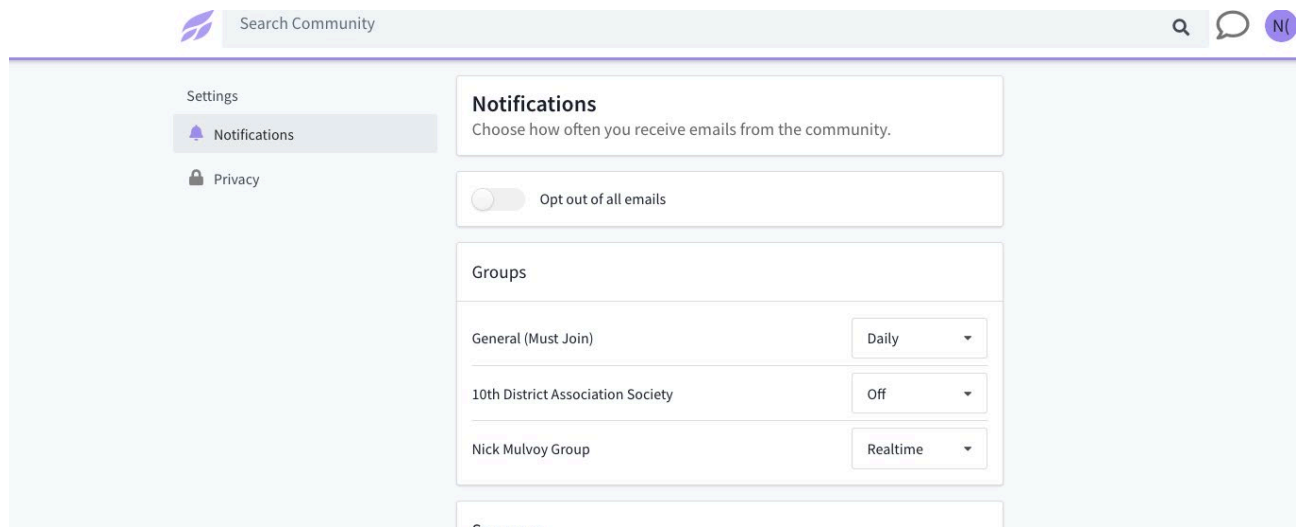 Search Community
N(
Settings
Notifications
Privacy
Notifications
Choose how often you receive emails from the community.
Opt out of all emails
Groups
General (Must Join)
Daily
10th District Association Society
Off
Nick Mulvoy Group
Realtime